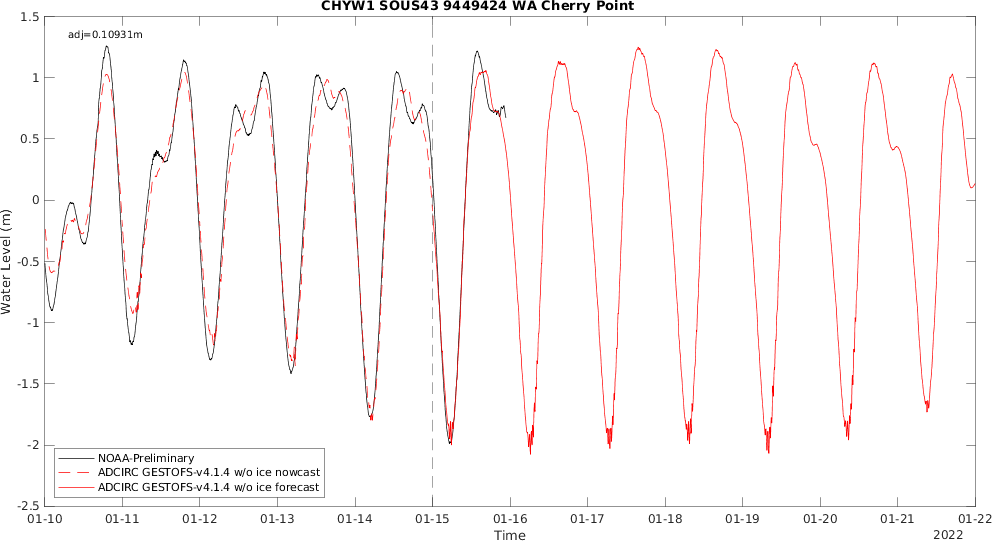 CHYW1 SOUS43 9449424 WA Cherry Point
adj=0.10931m
1.5
1
0.5
0
-0.5
-1
-1.5
-2
-2.5
Water Level (m)
NOAA-Preliminary
ADCIRC GESTOFS-v4.1.4 w/o ice nowcast
ADCIRC GESTOFS-v4.1.4 w/o ice forecast
01-10 01-11 01-12 01-13 01-14 01-15 01-16 01-17 01-18 01-19 01-20 01-21 01-22
Time
2022